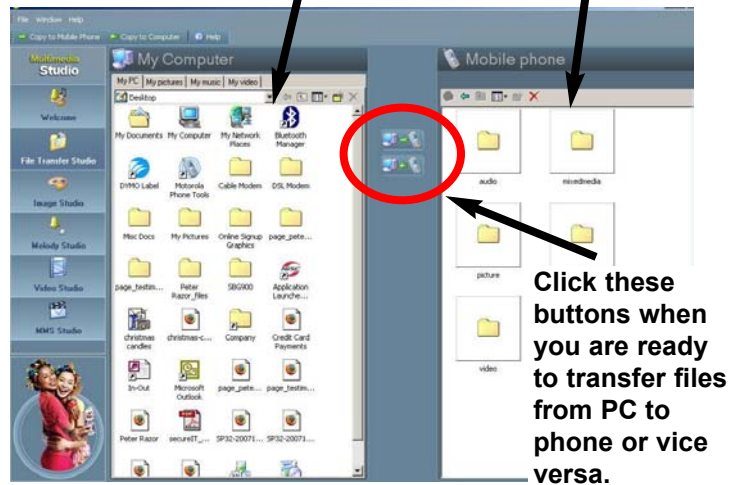 File Window Help
Copy to Mobile Phone Copy to Computer Help
Multimedia
Studio
Welcome
File Transfer Studio
Image Studio
Melody Studio
Video Studio
MMS Studio
My Computer
My PC My pictures My music My video
Desktop
My Documents My Computer My Network Places Bluetooth Manager
DYMO Label Motorola Phone Tools Cable Modem DSL Modem
Misc Docs My Pictures Online Signup Graphics page_pete...
page_testim... Peter Razor_files SBG900 Application Launche...
christmas candles christmas-c... Company Credit Card Payments
In-Out Microsoft Outlook page_pete... page_testim...
Peter Razor secureIT_... SP32-20071... SP32-20071...
Mobile phone
audio mixedmedia
picture
video
Click these
buttons when
you are ready
to transfer files
from PC to
phone or vice
versa.